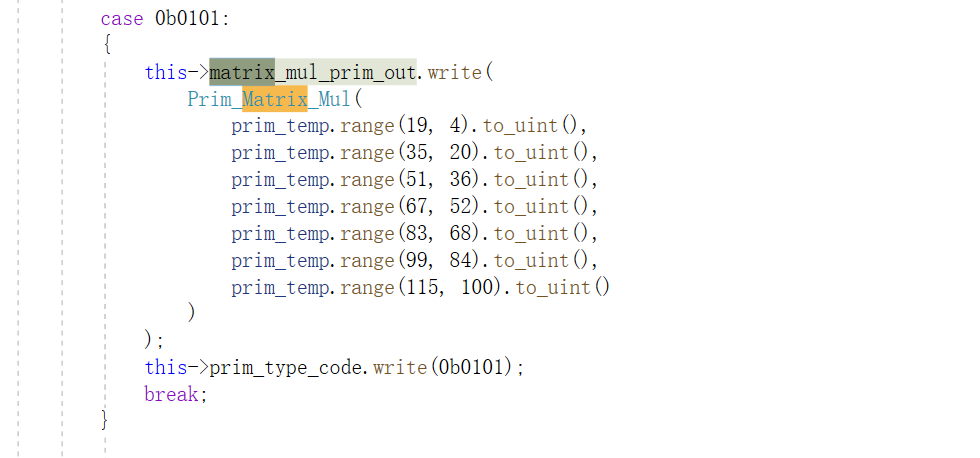 case 0b0101:
{
this->matrix_mul_prim_out.write(
Prim_Matrix_Mul(
prim_temp.range(19, 4).to_uint(),
prim_temp.range(35, 20).to_uint(),
prim_temp.range(51, 36).to_uint(),
prim_temp.range(67, 52).to_uint(),
prim_temp.range(83, 68).to_uint(),
prim_temp.range(99, 84).to_uint(),
prim_temp.range(115, 100).to_uint()
)
);
this->prim_type_code.write(0b0101);
break;
}